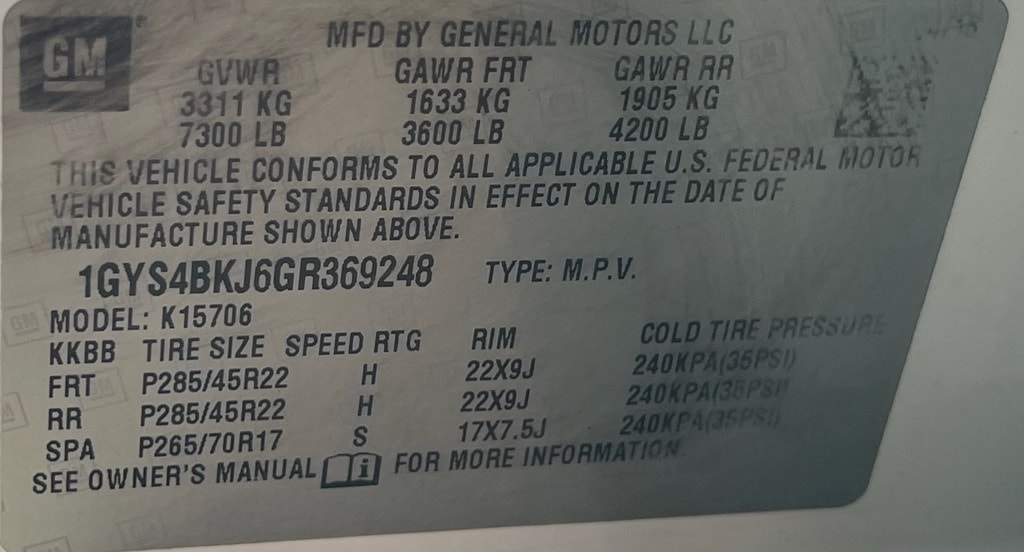 GM
MFD BY GENERAL MOTORS LLC
GVWR GAWR FRT GAWR RR
3311 KG 1633 KG 1905 KG
7300 LB 3600 LB 4200 LB
THIS VEHICLE CONFORMS TO ALL APPLICABLE U.S. FEDERAL MOTOR
VEHICLE SAFETY STANDARDS IN EFFECT ON THE DATE OF
MANUFACTURE SHOWN ABOVE.
1GYS4BKJ6GR369248 TYPE: M.P.V.
MODEL: K15706
KKBB TIRE SIZE SPEED RTG RIM COLD TIRE PRESSURE
FRT P285/45R22 H 22X9J 240KPA(35PSI)
RR P285/45R22 H 22X9J 240KPA(35PSI)
SPA P265/70R17 S 17X7.5J 240KPA(35PSI)
SEE OWNER'S MANUAL FOR MORE INFORMATION.